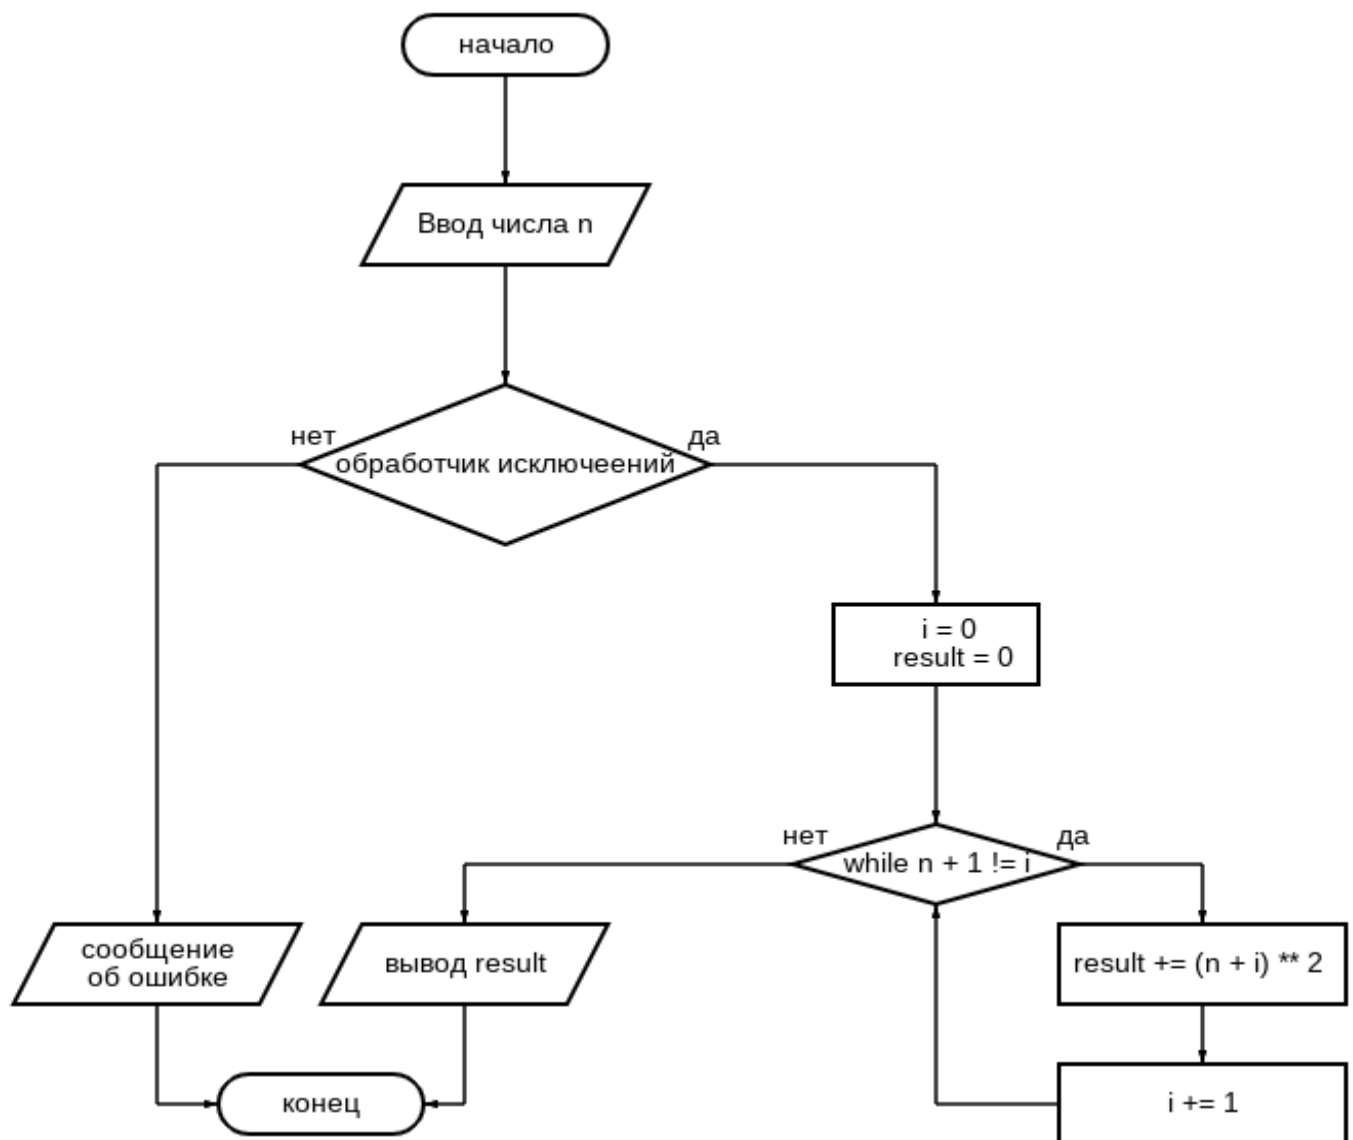 начало
Ввод числа n
нет
да
обработчик исключеений
i = 0
result = 0
нет
да
while n + 1 != i
сообщение
об ошибке
вывод result
result += (n + i) ** 2
конец
i += 1